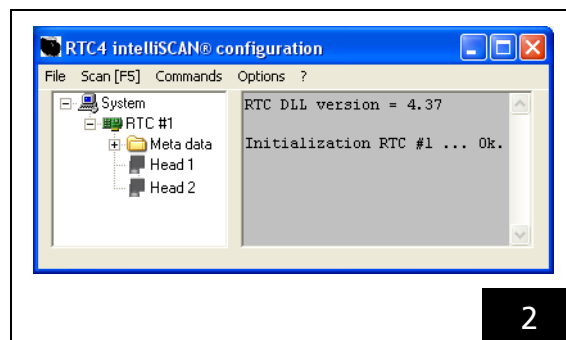 RTC4 intelliSCAN® configuration
File Scan [F5] Commands Options ?
System
RTC #1
Meta data
Head 1
Head 2
RTC DLL version = 4.37
Initialization RTC #1 ... Ok.
2